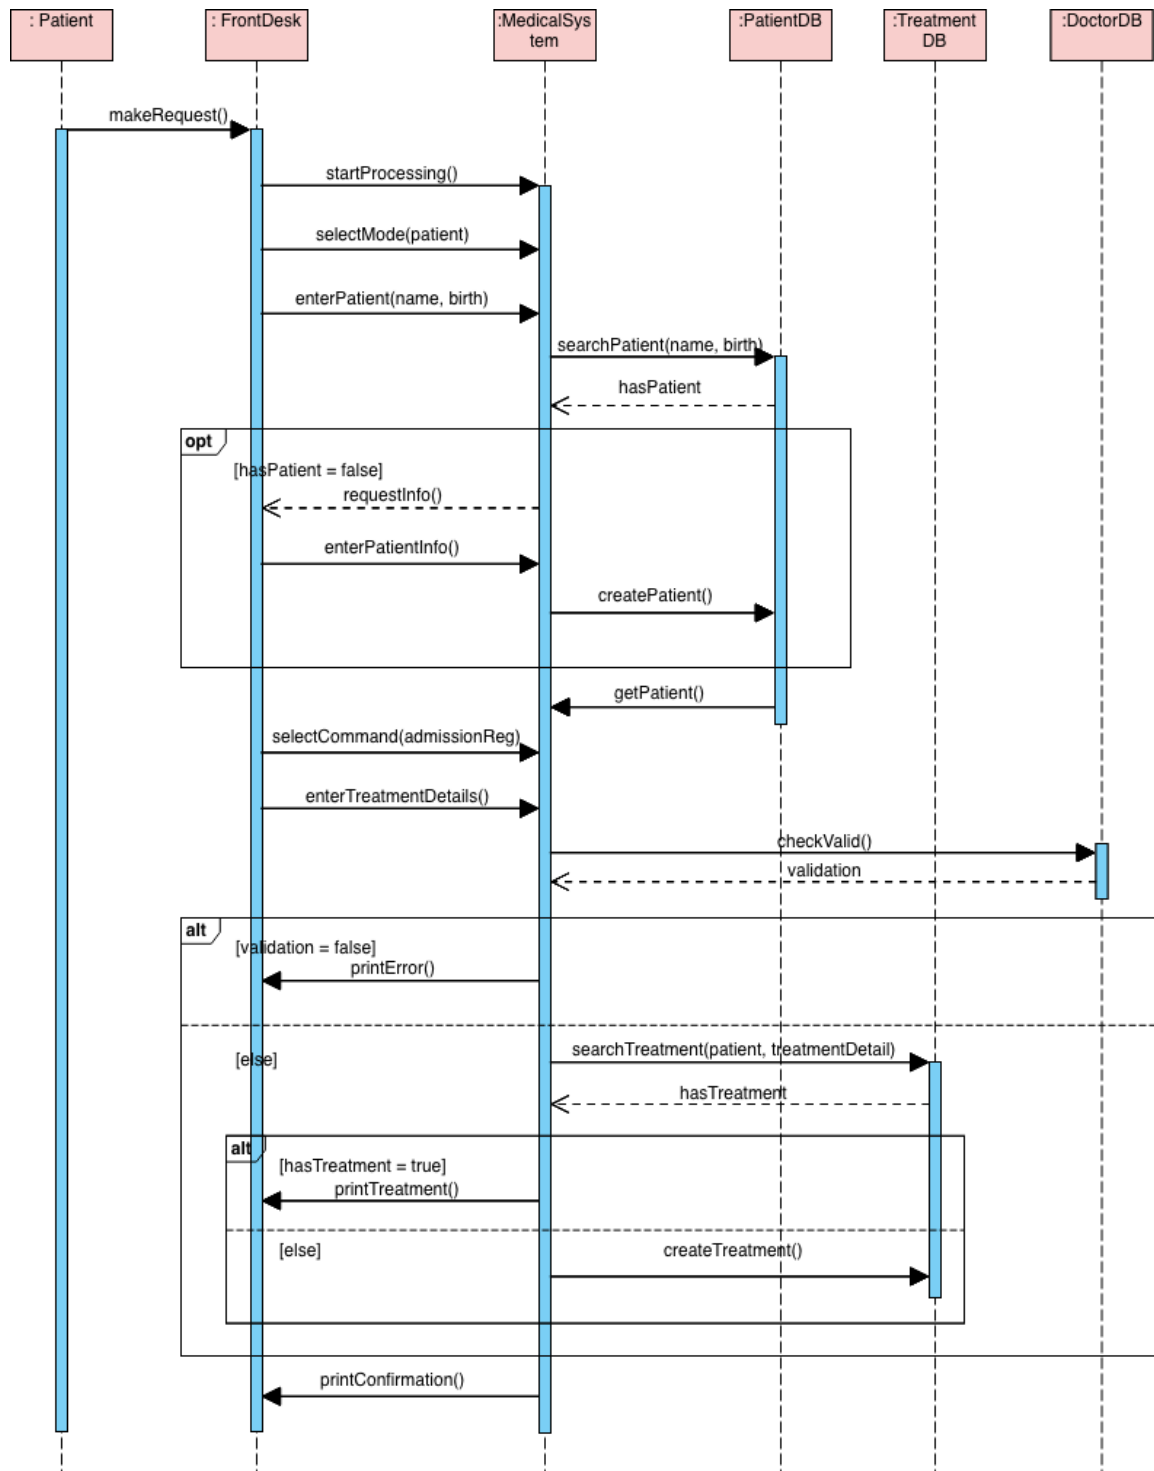 : Patient
: FrontDesk
:MedicalSys
tem
:PatientDB
:Treatment
DB
:DoctorDB
makeRequest()
startProcessing()
selectMode(patient)
enterPatient(name, birth)
searchPatient(name, birth)
hasPatient
opt
[hasPatient = false]
requestInfo()
enterPatientInfo()
createPatient()
getPatient()
selectCommand(admissionReg)
enterTreatmentDetails()
checkValid()
validation
alt
[validation = false]
printError()
[else]
searchTreatment(patient, treatmentDetail)
hasTreatment
alt
[hasTreatment = true]
printTreatment()
[else]
createTreatment()
printConfirmation()